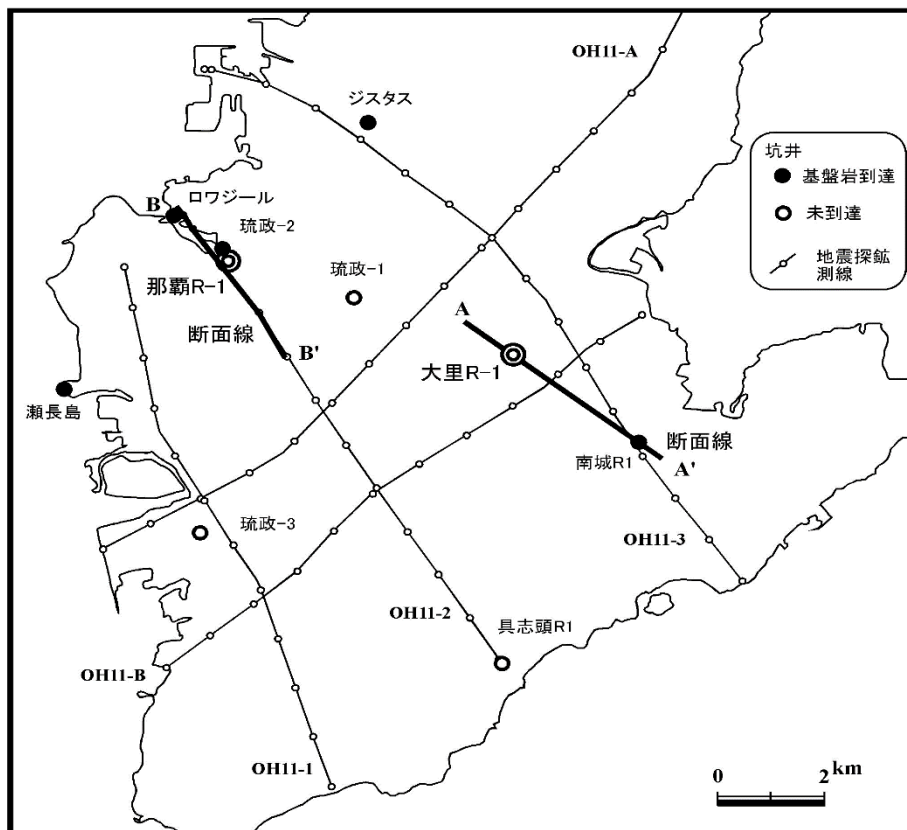 OH11-A
ジスタス
坑井
基盤岩到達
未到達
地震探鉱
測線
ロワジール
B
琉政-2
那覇R-1
琉政-1
断面線
B'
A
大里R-1
瀬長島
断面線
南城R1
A'
琉政-3
OH11-3
OH11-2
具志頭R1
OH11-B
OH11-1
0 2 km